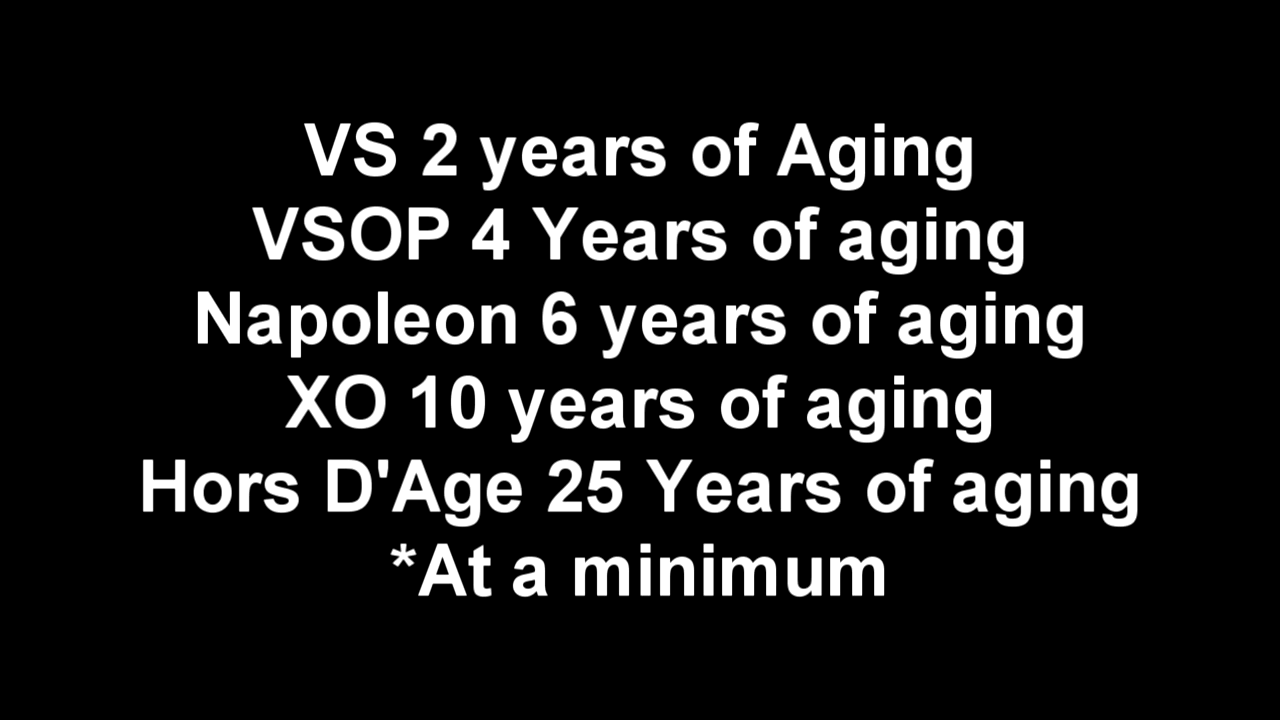 VS 2 years of Aging
VSOP 4 Years of aging
Napoleon 6 years of aging
XO 10 years of aging
Hors D'Age 25 Years of aging
*At a minimum